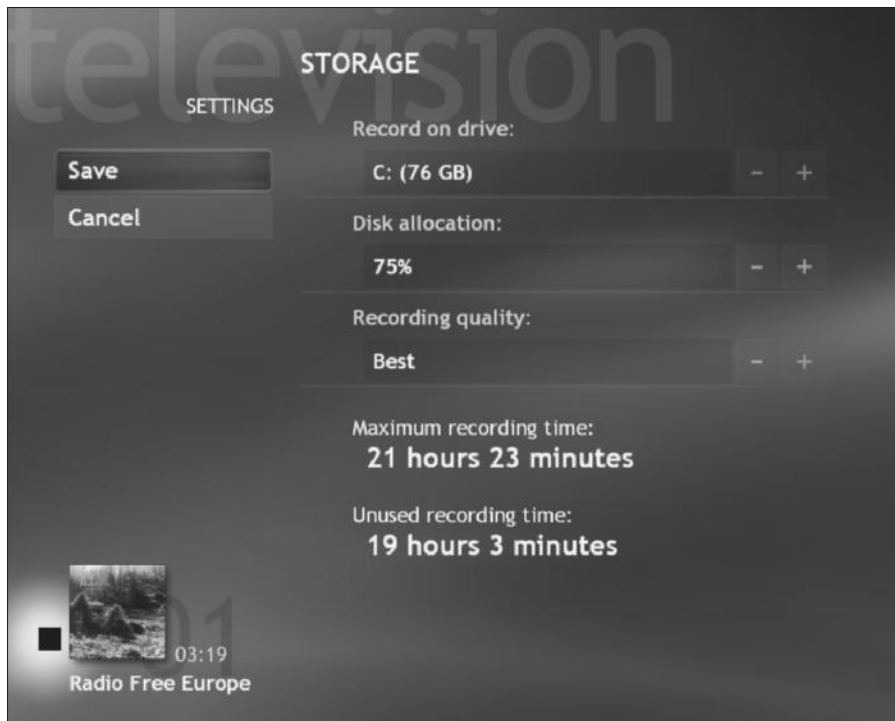 television
STORAGE
SETTINGS
Save
Cancel
Record on drive:
C: (76 GB)
- +
Disk allocation:
75%
- +
Recording quality:
Best
- +
Maximum recording time:
21 hours 23 minutes
Unused recording time:
19 hours 3 minutes
01
03:19
Radio Free Europe